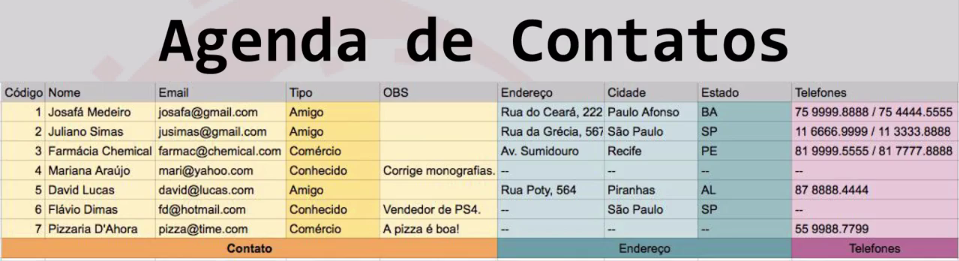 Agenda de Contatos
Código Nome Email Tipo OBS Endereço Cidade Estado Telefones
1 Josafá Medeiro josafa@gmail.com Amigo Rua do Ceará, 222 Paulo Afonso BA 75 9999.8888 / 75 4444.5555
2 Juliano Simas jusimas@gmail.com Amigo Rua da Grécia, 567 São Paulo SP 11 6666.9999 / 11 3333.8888
3 Farmácia Chemical farmac@chemical.com Comércio Av. Sumidouro Recife PE 81 9999.5555 / 81 7777.8888
4 Mariana Araújo mari@yahoo.com Conhecido Corrige monografias. -- -- -- --
5 David Lucas david@lucas.com Amigo Rua Poty, 564 Piranhas AL 87 8888.4444
6 Flávio Dimas fd@hotmail.com Conhecido Vendedor de PS4. -- São Paulo SP --
7 Pizzaria D'Ahora pizza@time.com Comércio A pizza é boa! -- -- -- 55 9988.7799
Contato Endereço Telefones